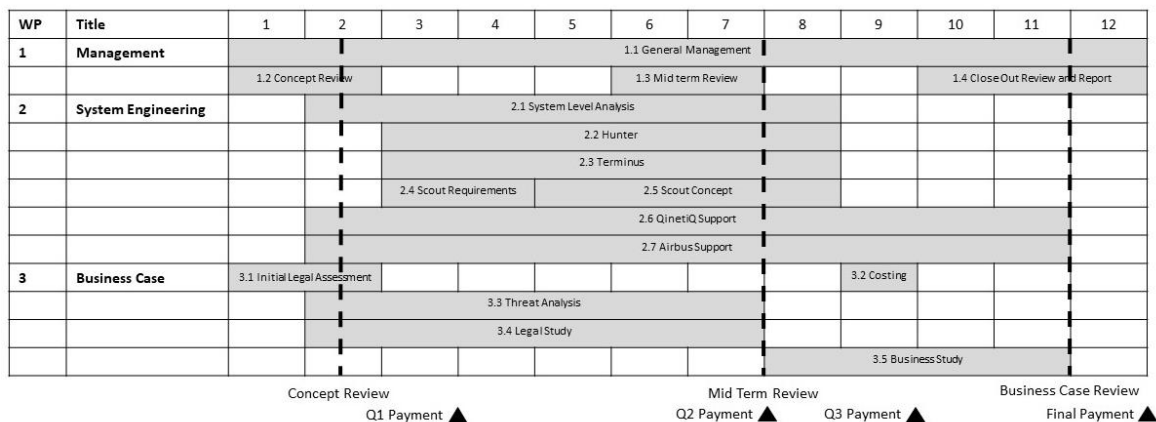 WP Title 1 2 3 4 5 6 7 8 9 10 11 12
1 Management 1.1 General Management
1.2 Concept Review 1.3 Mid term Review 1.4 Close Out Review and Report
2 System Engineering 2.1 System Level Analysis
2.2 Hunter
2.3 Terminus
2.4 Scout Requirements 2.5 Scout Concept
2.6 QinetiQ Support
2.7 Airbus Support
3 Business Case 3.1 Initial Legal Assessment 3.2 Costing
3.3 Threat Analysis
3.4 Legal Study
3.5 Business Study
Concept Review Mid Term Review Business Case Review
Q1 Payment Q2 Payment Q3 Payment Final Payment